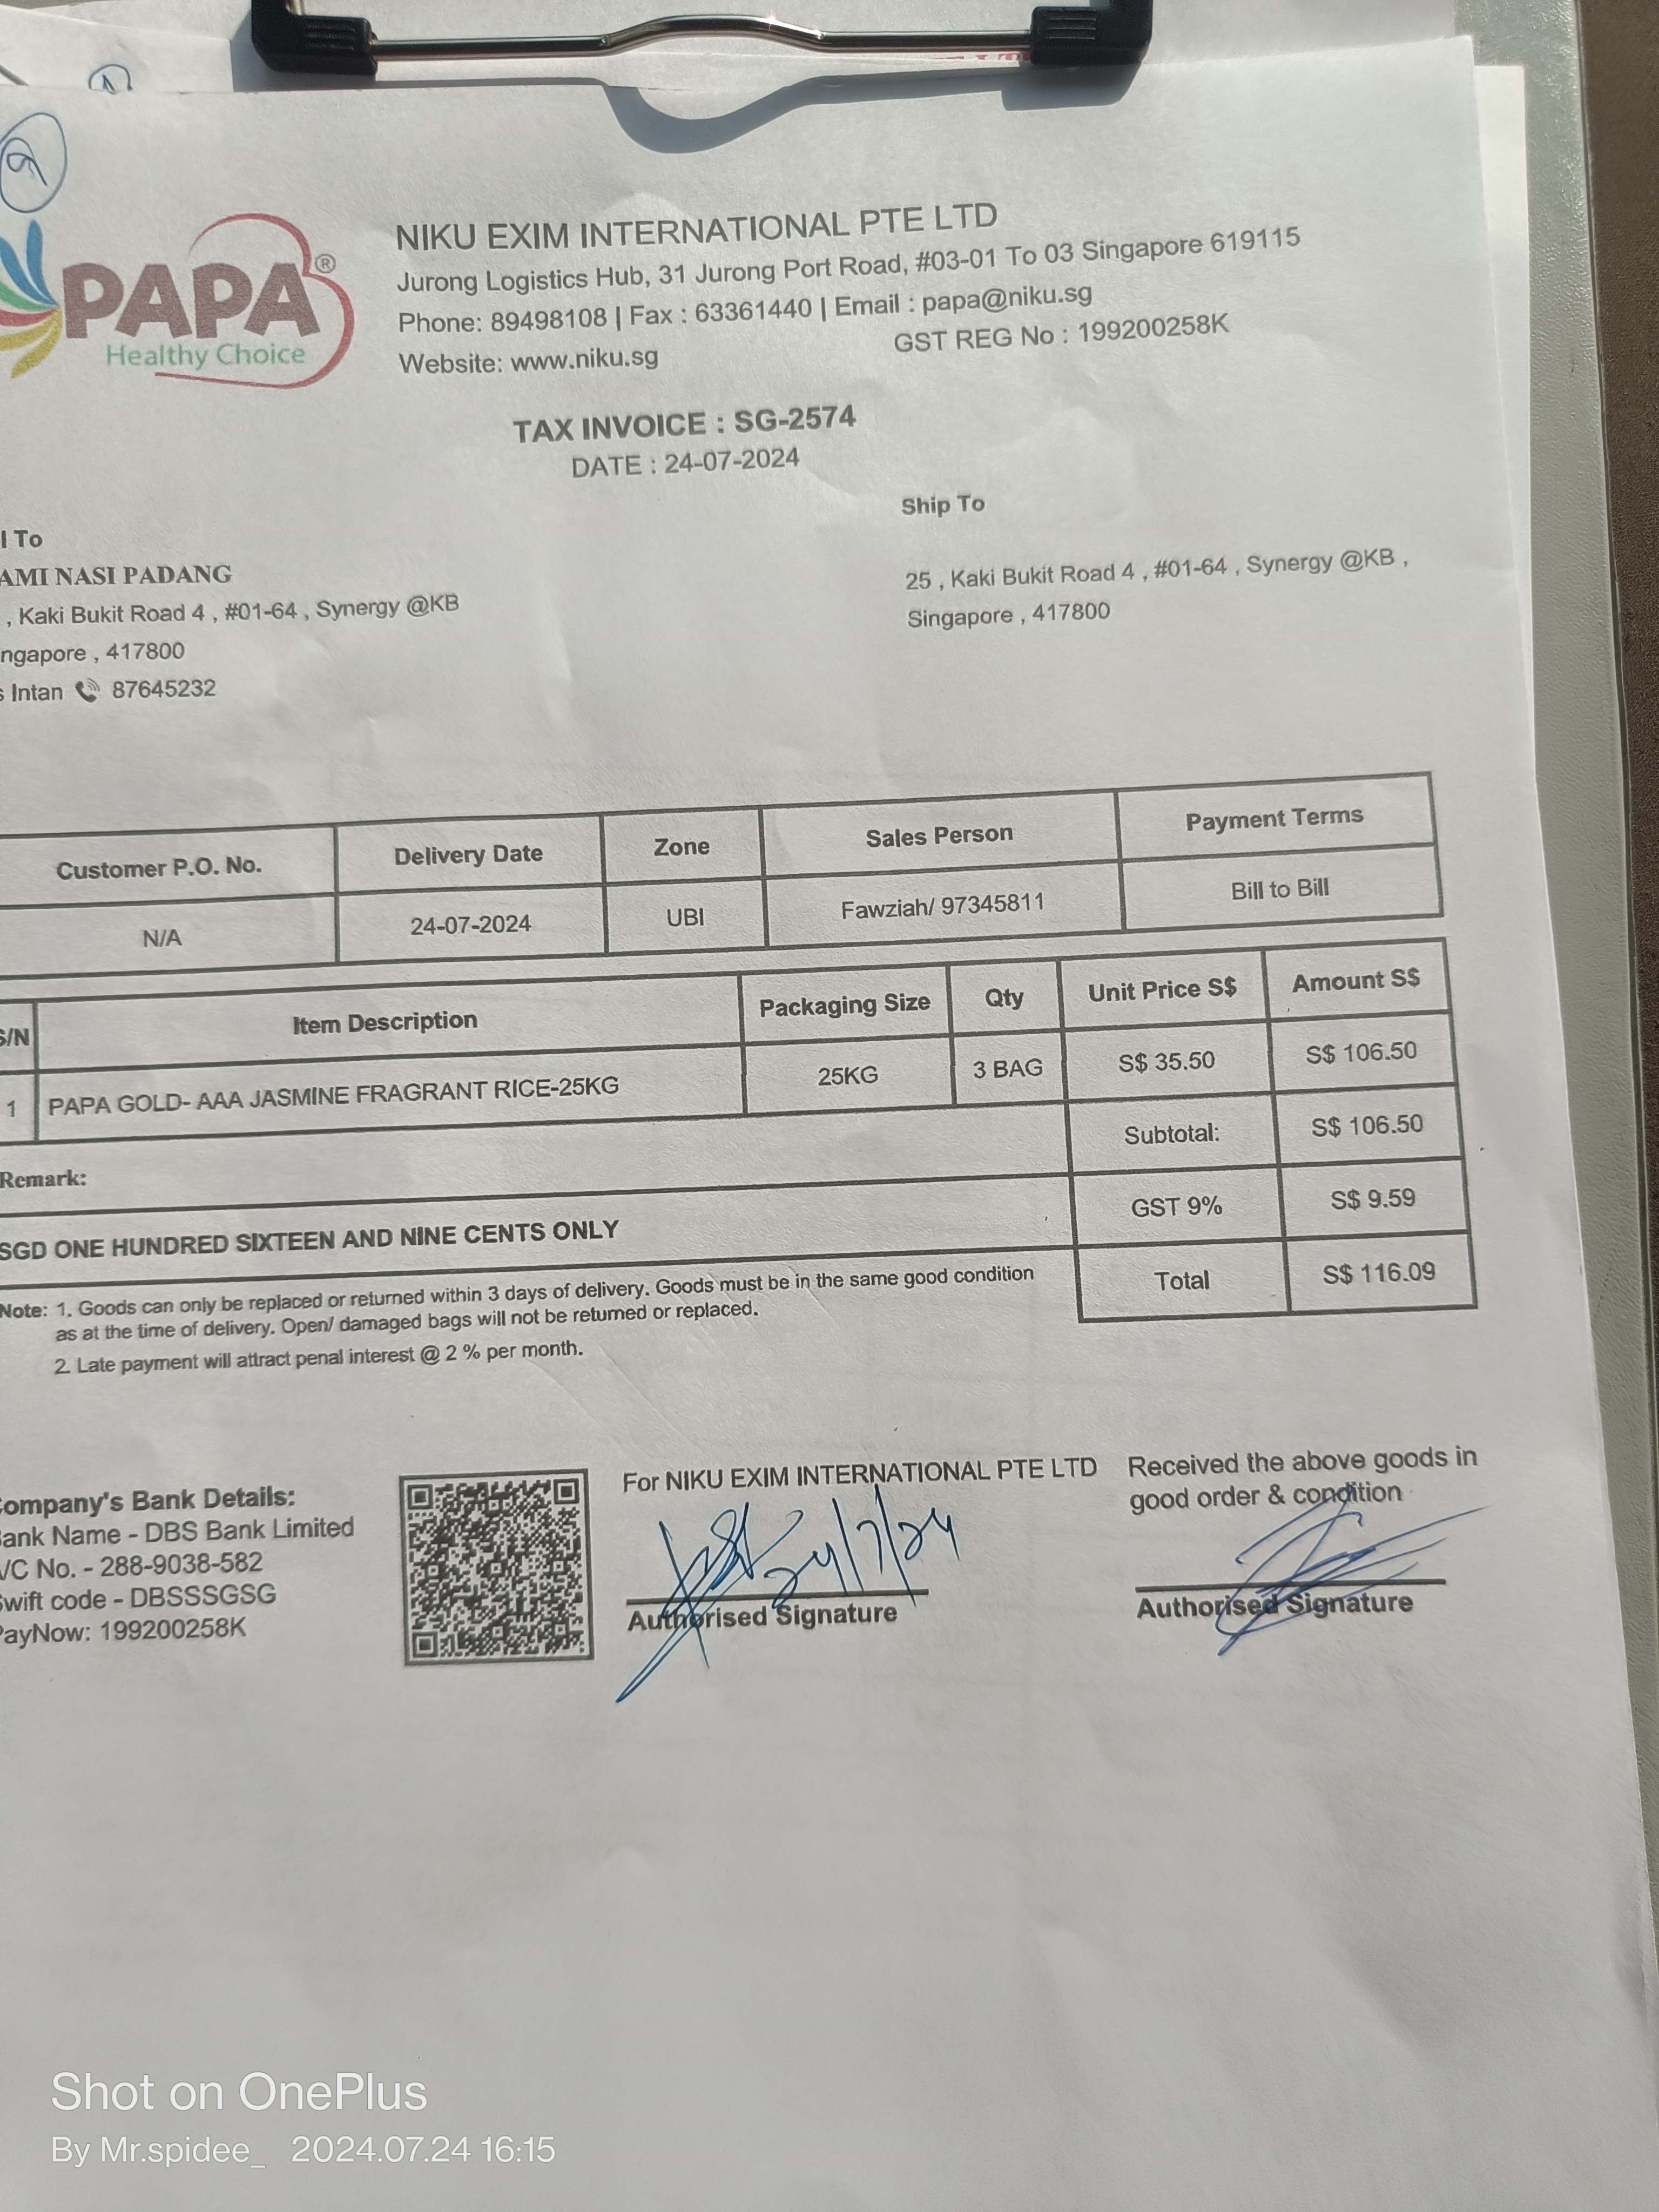 PAPA®
Healthy Choice
NIKU EXIM INTERNATIONAL PTE LTD
Jurong Logistics Hub, 31 Jurong Port Road, #03-01 To 03 Singapore 619115
Phone: 89498108 | Fax : 63361440 | Email : papa@niku.sg
Website: www.niku.sg GST REG No : 199200258K
TAX INVOICE : SG-2574
DATE : 24-07-2024
To
AMI NASI PADANG
, Kaki Bukit Road 4 , #01-64 , Synergy @KB
ngapore , 417800
s Intan 87645232
Ship To
25 , Kaki Bukit Road 4 , #01-64 , Synergy @KB ,
Singapore , 417800
Customer P.O. No. Delivery Date Zone Sales Person Payment Terms
N/A 24-07-2024 UBI Fawziah/ 97345811 Bill to Bill
S/N Item Description Packaging Size Qty Unit Price S$ Amount S$
1 PAPA GOLD- AAA JASMINE FRAGRANT RICE-25KG 25KG 3 BAG S$ 35.50 S$ 106.50
Subtotal: S$ 106.50
Remark:
GST 9% S$ 9.59
SGD ONE HUNDRED SIXTEEN AND NINE CENTS ONLY
Total S$ 116.09
Note: 1. Goods can only be replaced or returned within 3 days of delivery. Goods must be in the same good condition
as at the time of delivery. Open/ damaged bags will not be returned or replaced.
2. Late payment will attract penal interest @ 2 % per month.
ompany's Bank Details:
ank Name - DBS Bank Limited
/C No. - 288-9038-582
wift code - DBSSSGSG
PayNow: 199200258K
For NIKU EXIM INTERNATIONAL PTE LTD
24/7/24
Authorised Signature
Received the above goods in
good order & condition
Authorised Signature
Shot on OnePlus
By Mr.spidee_ 2024.07.24 16:15